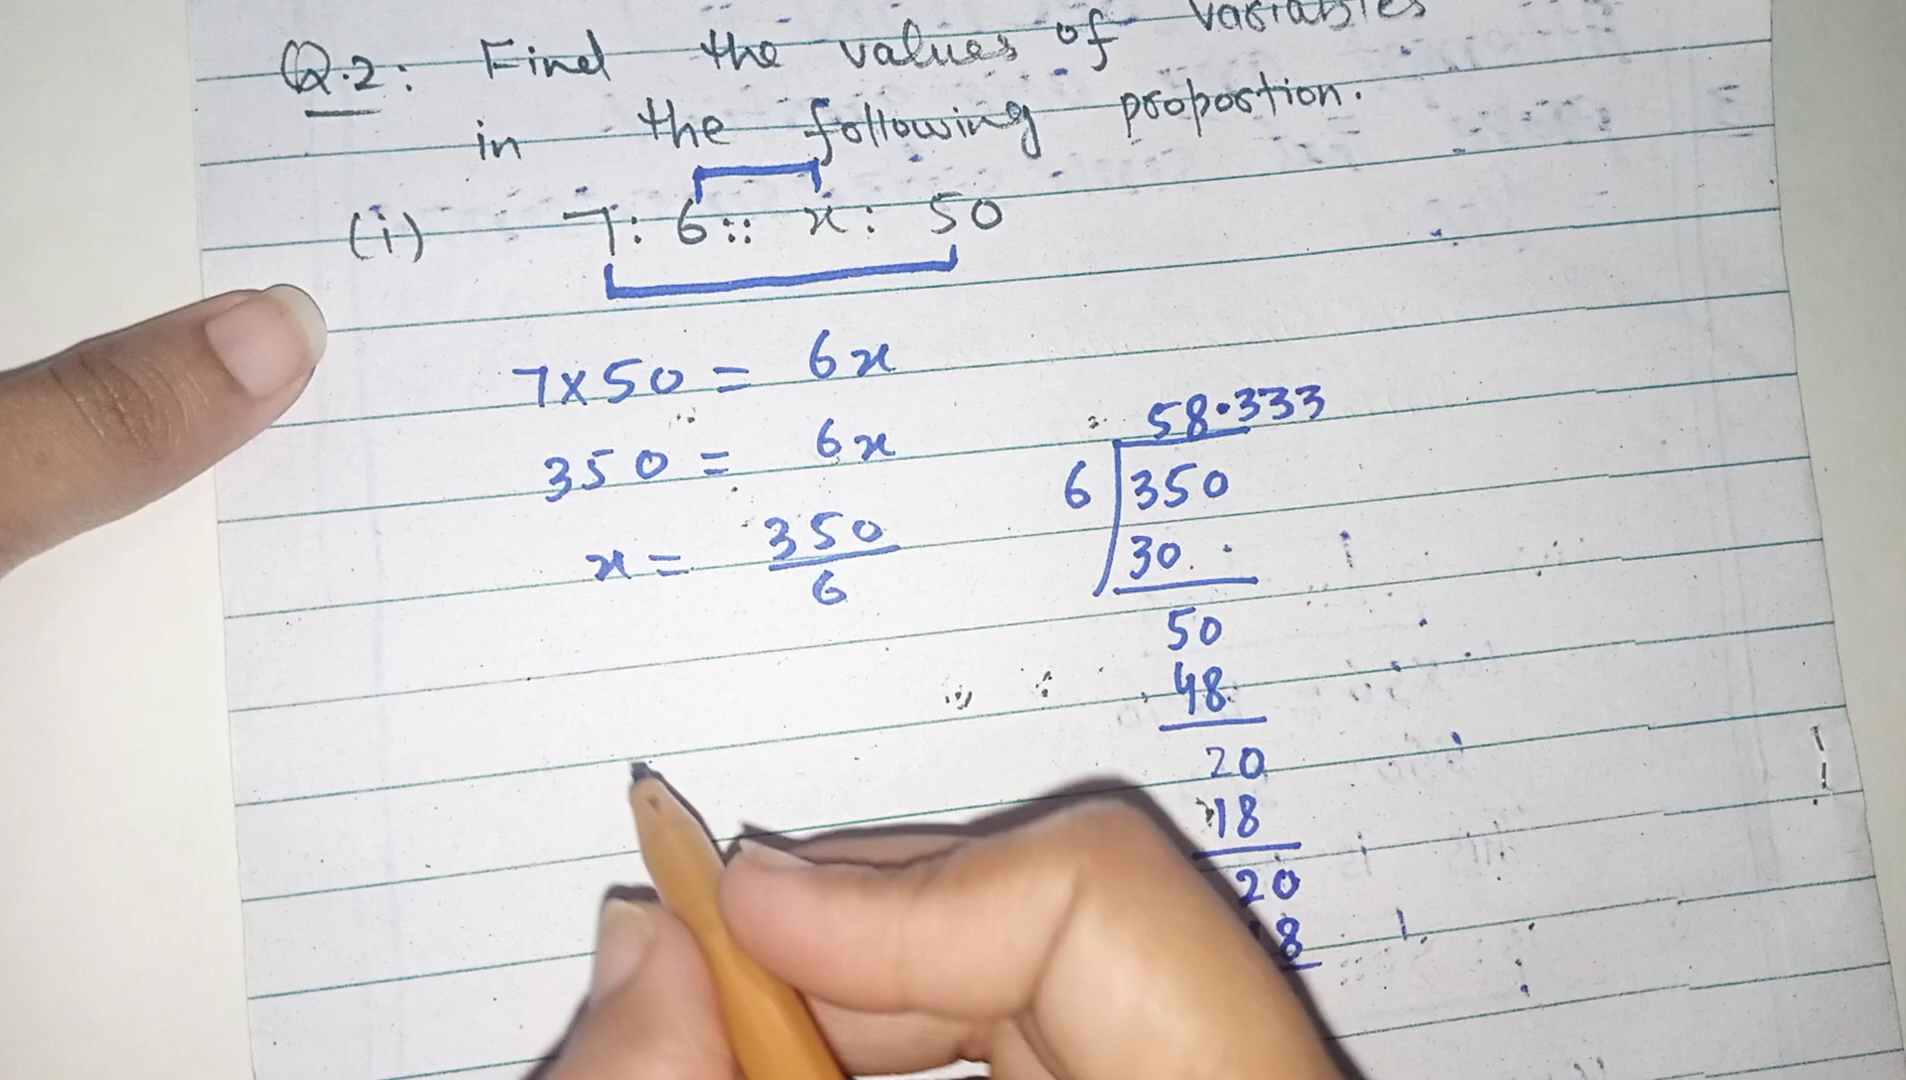 Q.2: Find the values of variables
in the following proportion.
(i) 7 : 6 :: x : 50
7×50 = 6x
350 = 6x
x = 350/6
58.333
6 350
30
50
48
20
18
20
18